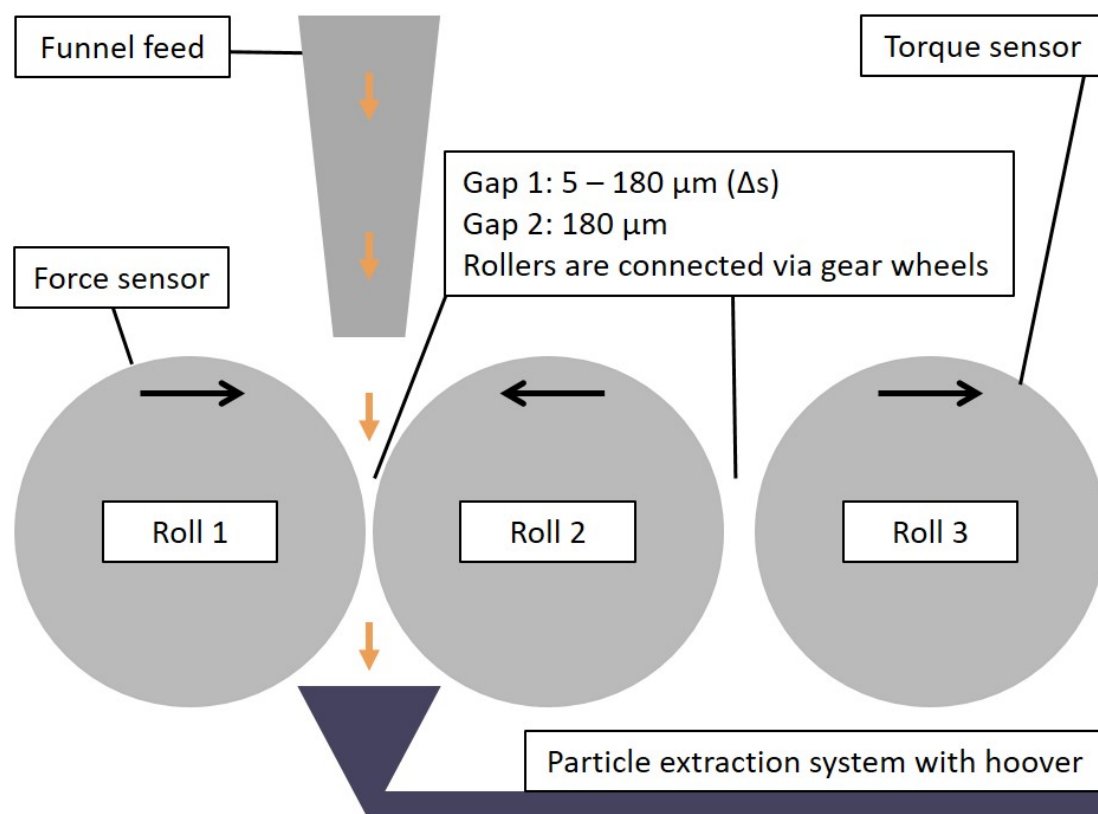 Funnel feed
Torque sensor
Gap 1: 5 – 180 µm (Δs)
Gap 2: 180 µm
Rollers are connected via gear wheels
Force sensor
Roll 1
Roll 2
Roll 3
Particle extraction system with hoover